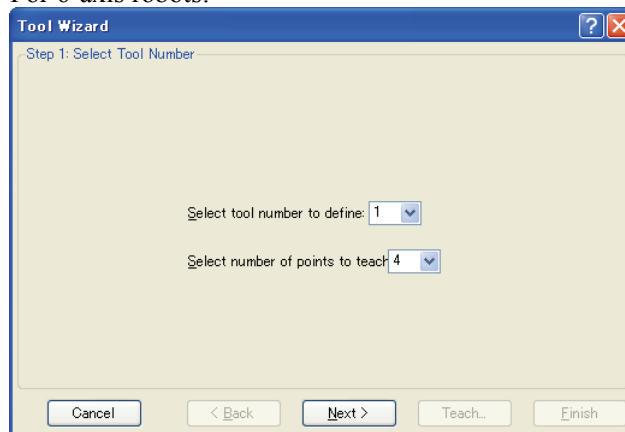 For 6-axis robots:
Tool Wizard
Step 1: Select Tool Number
Select tool number to define: 1
Select number of points to teach 4
Cancel < Back Next > Teach... Finish